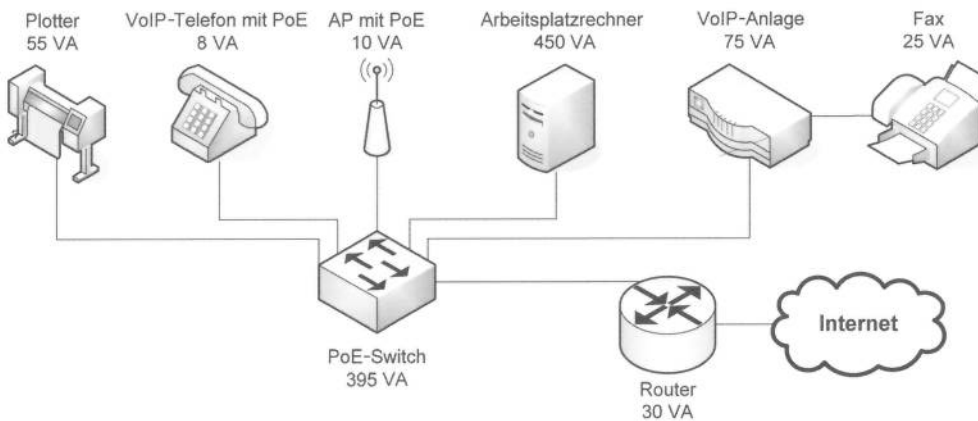 Plotter
55 VA
VoIP-Telefon mit PoE
8 VA
AP mit PoE
10 VA
Arbeitsplatzrechner
450 VA
VoIP-Anlage
75 VA
Fax
25 VA
PoE-Switch
395 VA
Router
30 VA
Internet